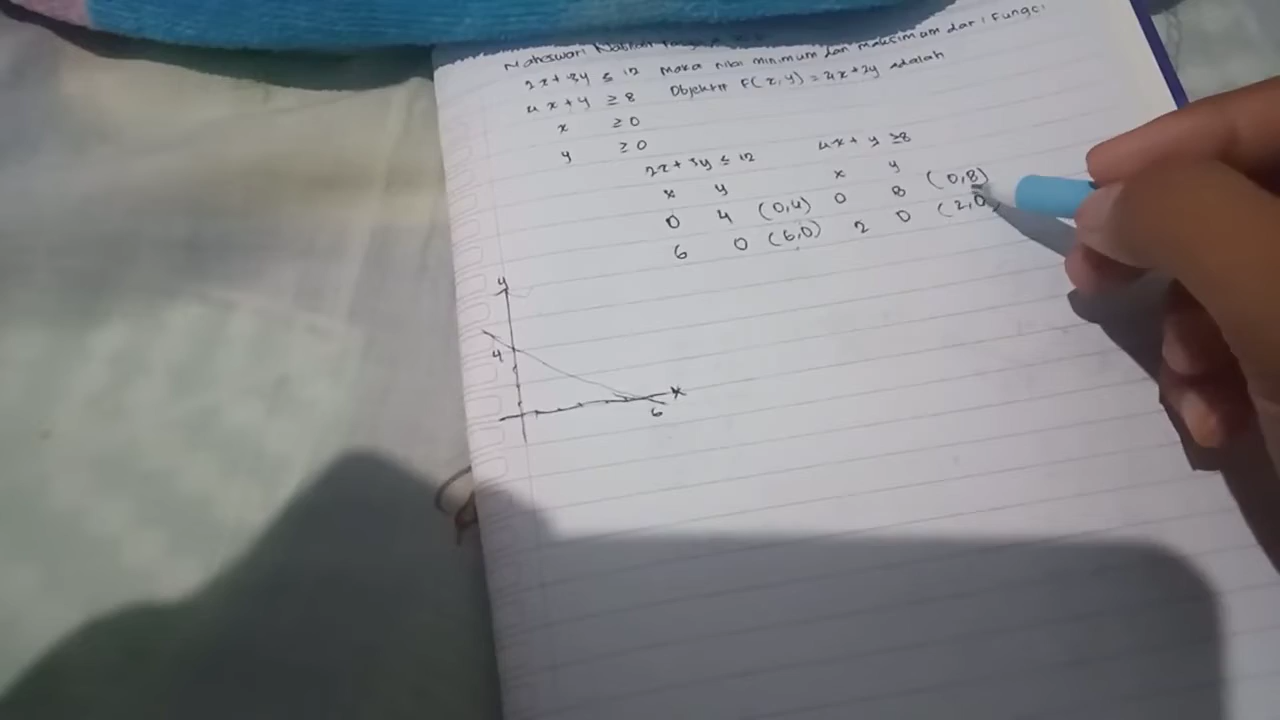 Maheswari
2x + 3y ≤ 12 Maka nilai minimum dan maksimum dari fungsi
4x + y ≥ 8 Objektif F(x,y) = 4x+2y adalah
x ≥ 0
y ≥ 0
2x + 3y ≤ 12 4x + y ≥8
x y x y
0 4 (0,4) 0 8 (0,8)
6 0 (6,0) 2 0 (2,0)
y
4
x
6